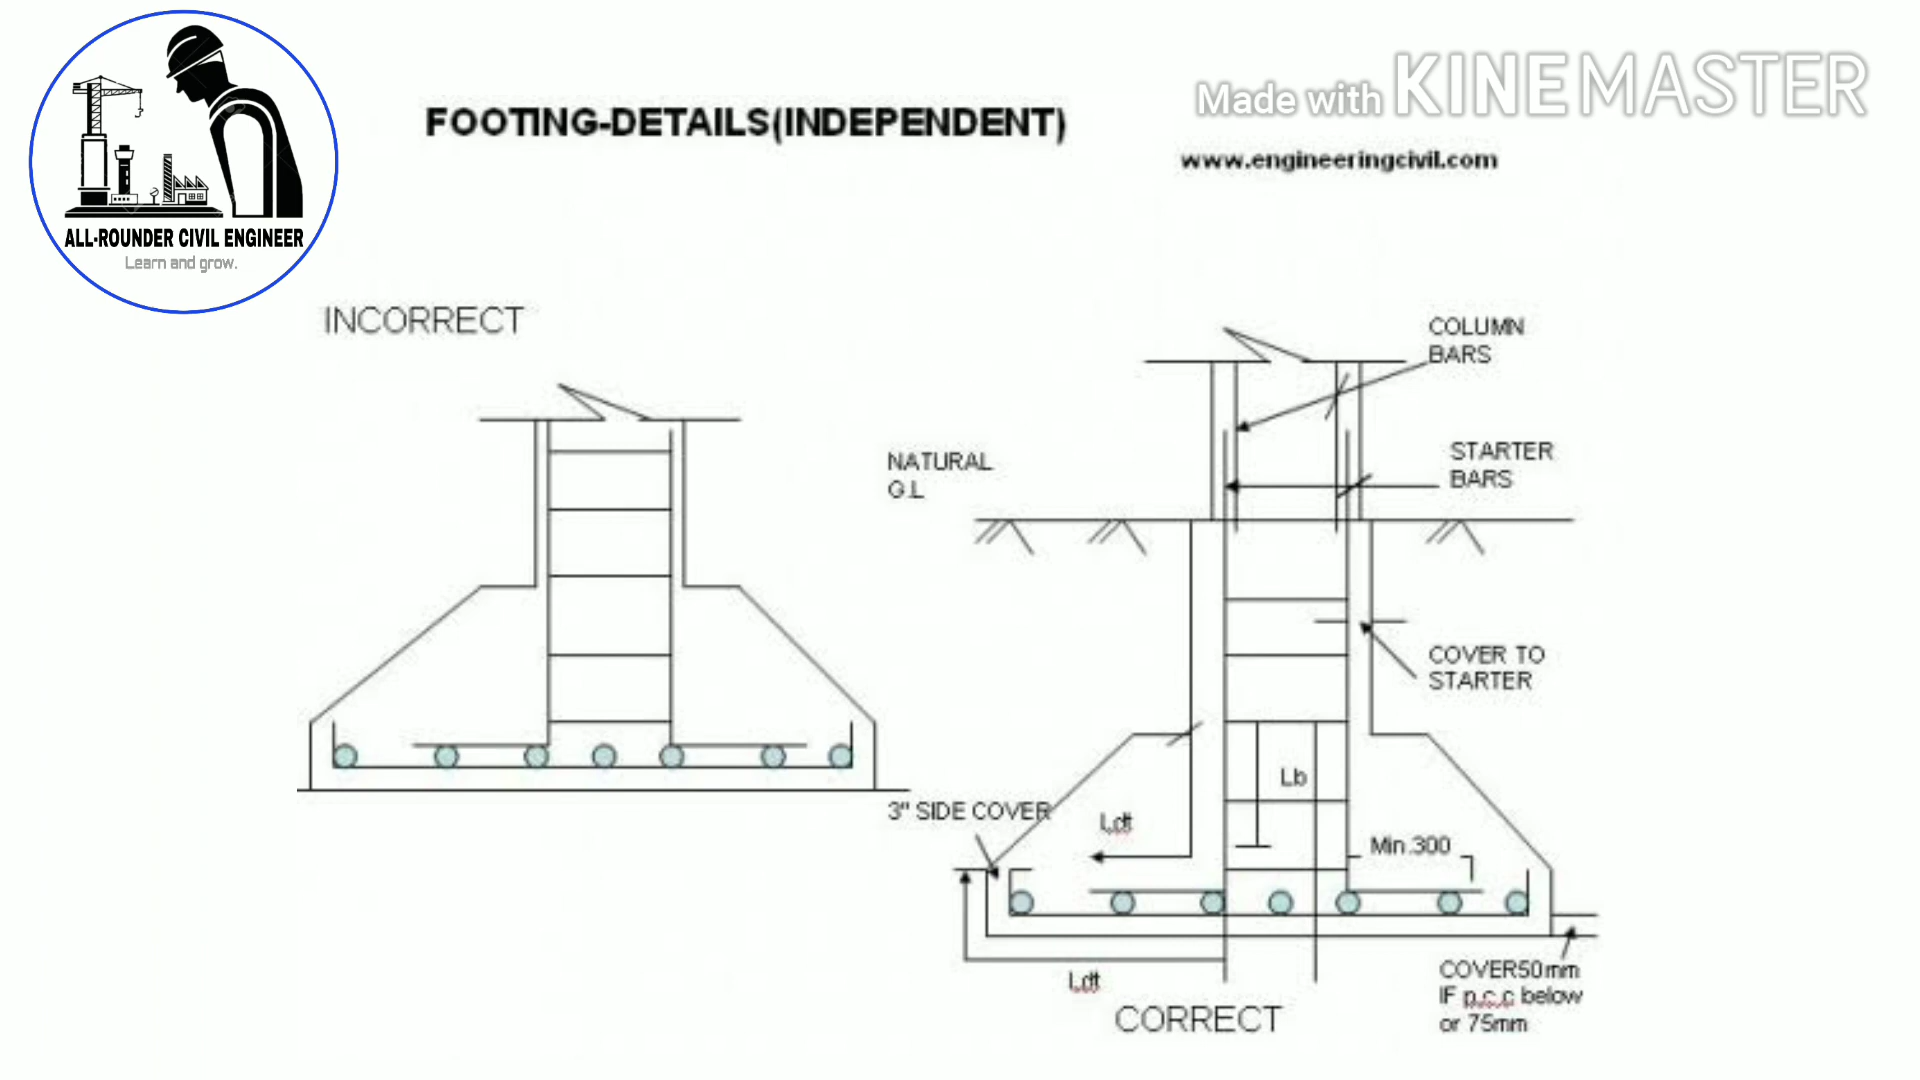 Made with KINEMASTER
FOOTING-DETAILS(INDEPENDENT)
www.engineeringcivil.com
ALL-ROUNDER CIVIL ENGINEER
Learn and grow.
INCORRECT
COLUMN
BARS
NATURAL
G.L
STARTER
BARS
COVER TO
STARTER
Lb
3" SIDE COVER
Ldt
Min.300
Ldt
COVER50mm
IF p.c.c below
or 75mm
CORRECT